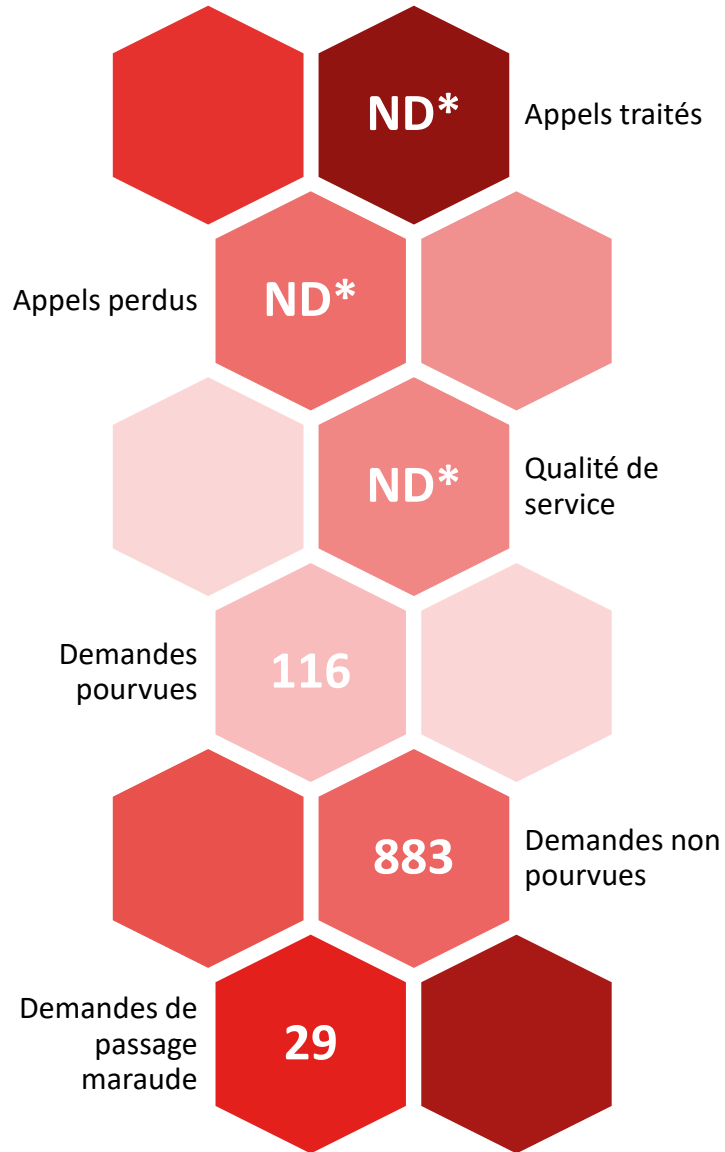 ND*
Appels traités
Appels perdus
ND*
ND*
Qualité de
service
Demandes
pourvues
116
883
Demandes non
pourvues
Demandes de
passage
maraude
29